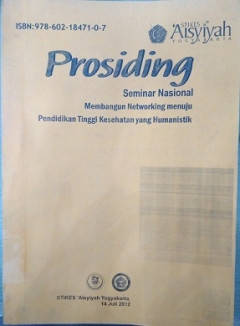 ISBN:978-602-18471-0-7
STIKES
'Aisyiyah
YOGYAKARTA
Prosiding
Seminar Nasional
Membangun Networking menuju
Pendidikan Tinggi Kesehatan yang Humanistik
STIKES 'Aisyiyah Yogyakarta,
14 Juli 2012